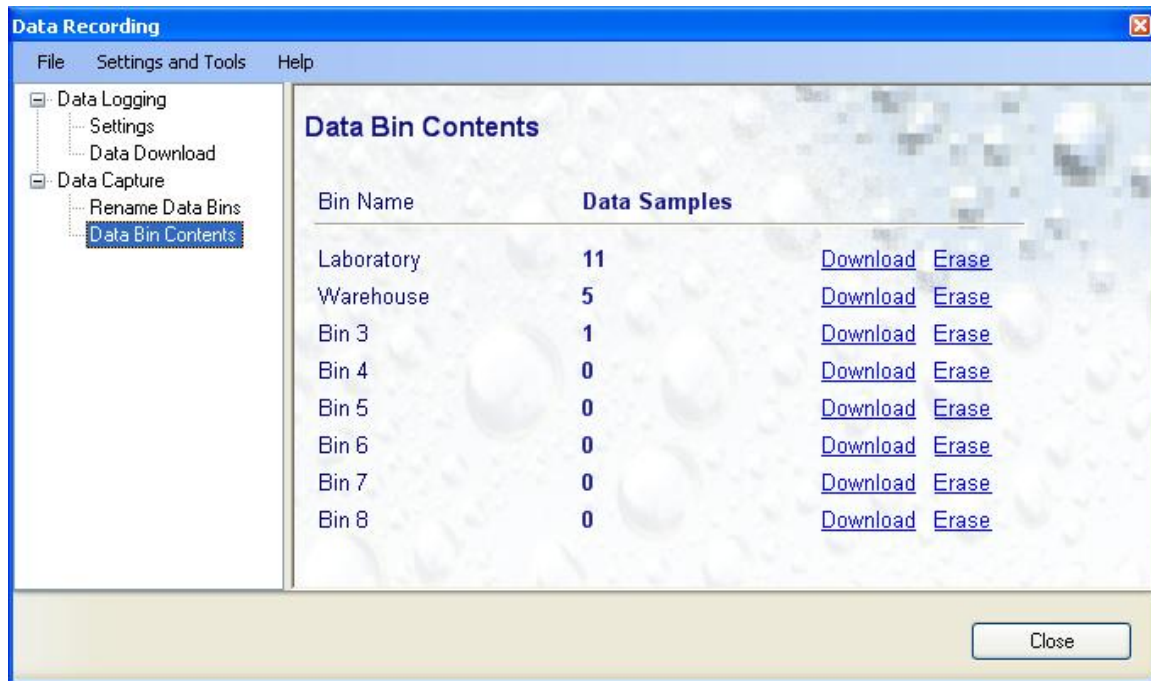 Data Recording
File Settings and Tools Help
Data Logging
Settings
Data Download
Data Capture
Rename Data Bins
Data Bin Contents
Data Bin Contents
Bin Name Data Samples
Laboratory 11 Download Erase
Warehouse 5 Download Erase
Bin 3 1 Download Erase
Bin 4 0 Download Erase
Bin 5 0 Download Erase
Bin 6 0 Download Erase
Bin 7 0 Download Erase
Bin 8 0 Download Erase
Close